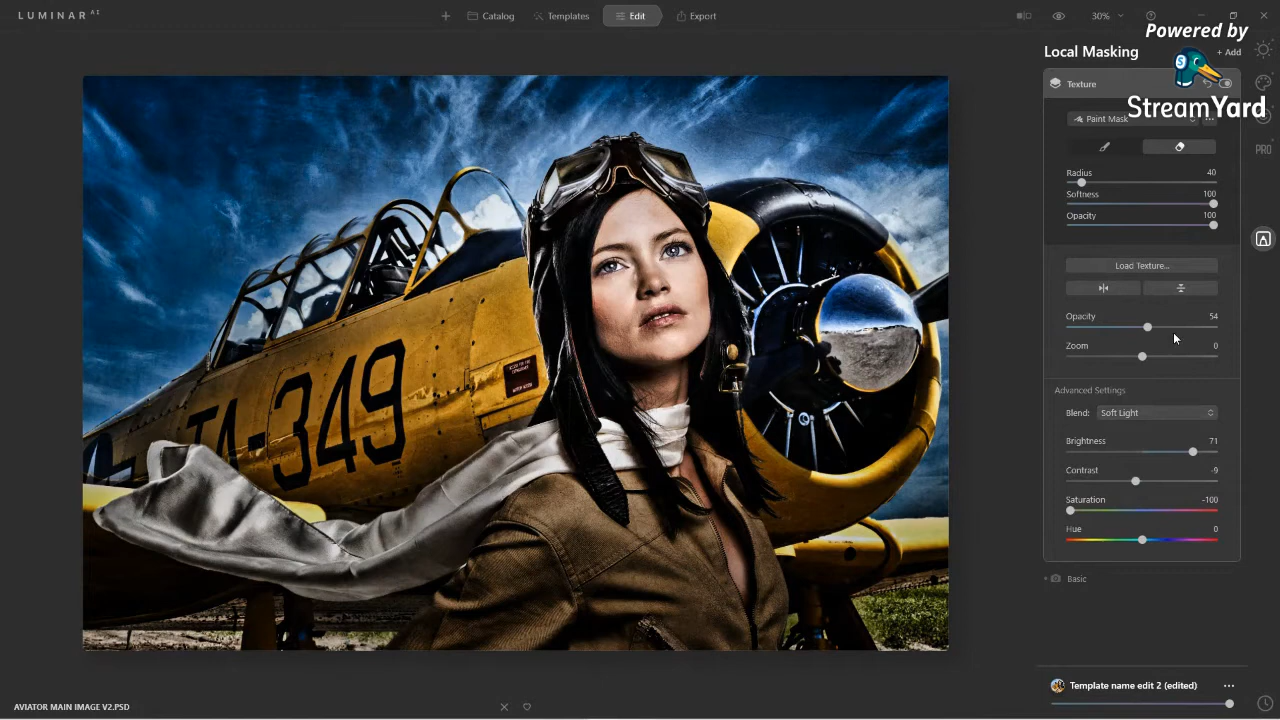 LUMINAR AI
Catalog
Templates
Edit
Export
30%
Powered by
StreamYard
Local Masking
+ Add
Texture
Paint Mask
PRO
Radius 40
Softness 100
Opacity 100
Load Texture...
Opacity 54
Zoom 0
Advanced Settings
Blend: Soft Light
Brightness 71
Contrast -9
Saturation -100
Hue 0
Basic
TA-349
Template name edit 2 (edited)
AVIATOR MAIN IMAGE V2.PSD